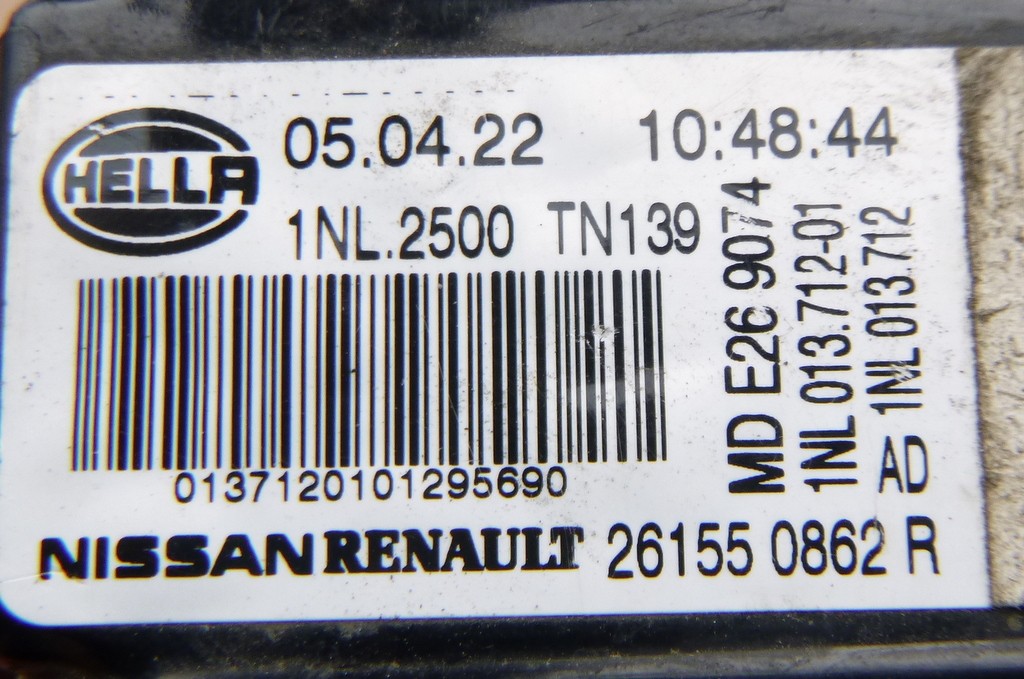 HELLA
05.04.22 10:48:44
1NL.2500 TN139
0137120101295690
NISSAN RENAULT 26155 0862 R
MD E26 9074
1NL 013.712-01
1NL 013.712
AD